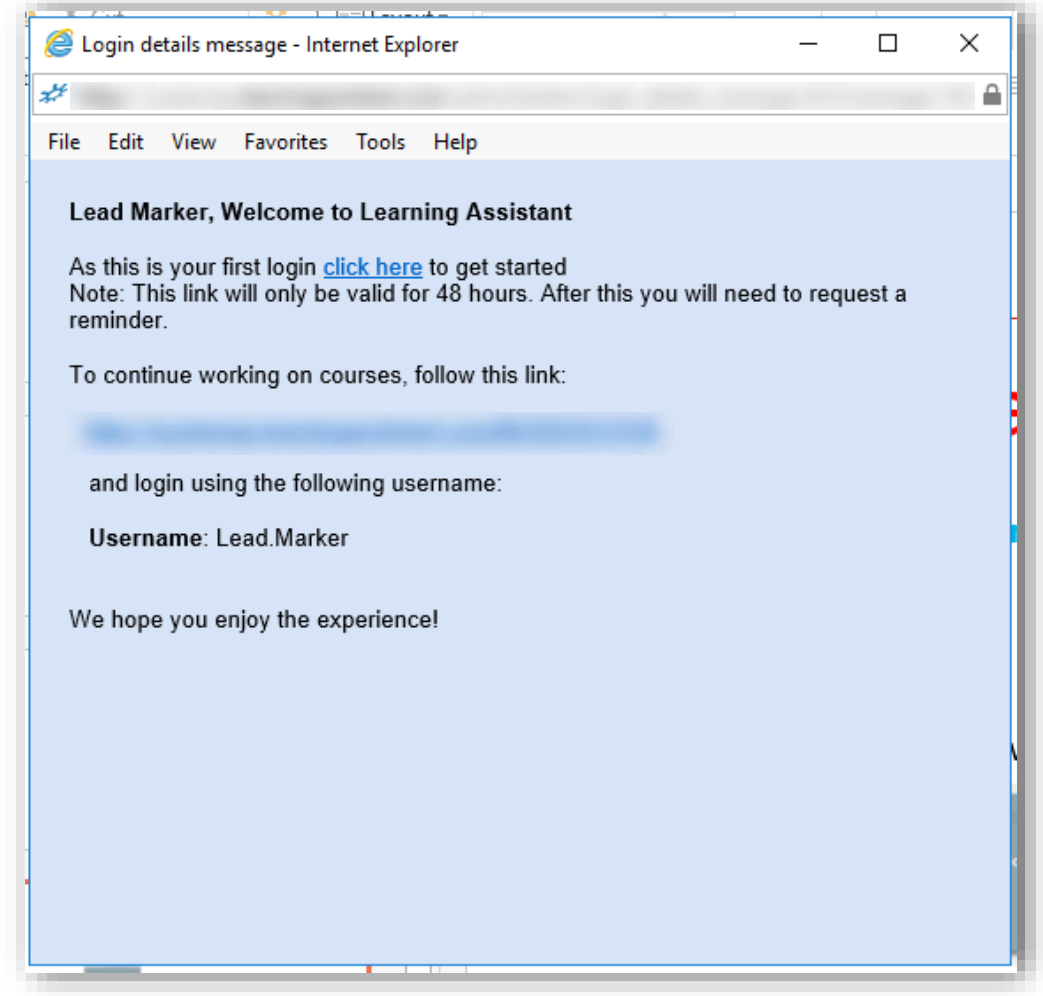 Login details message - Internet Explorer
File Edit View Favorites Tools Help
Lead Marker, Welcome to Learning Assistant
As this is your first login click here to get started
Note: This link will only be valid for 48 hours. After this you will need to request a
reminder.
To continue working on courses, follow this link:
and login using the following username:
Username: Lead.Marker
We hope you enjoy the experience!